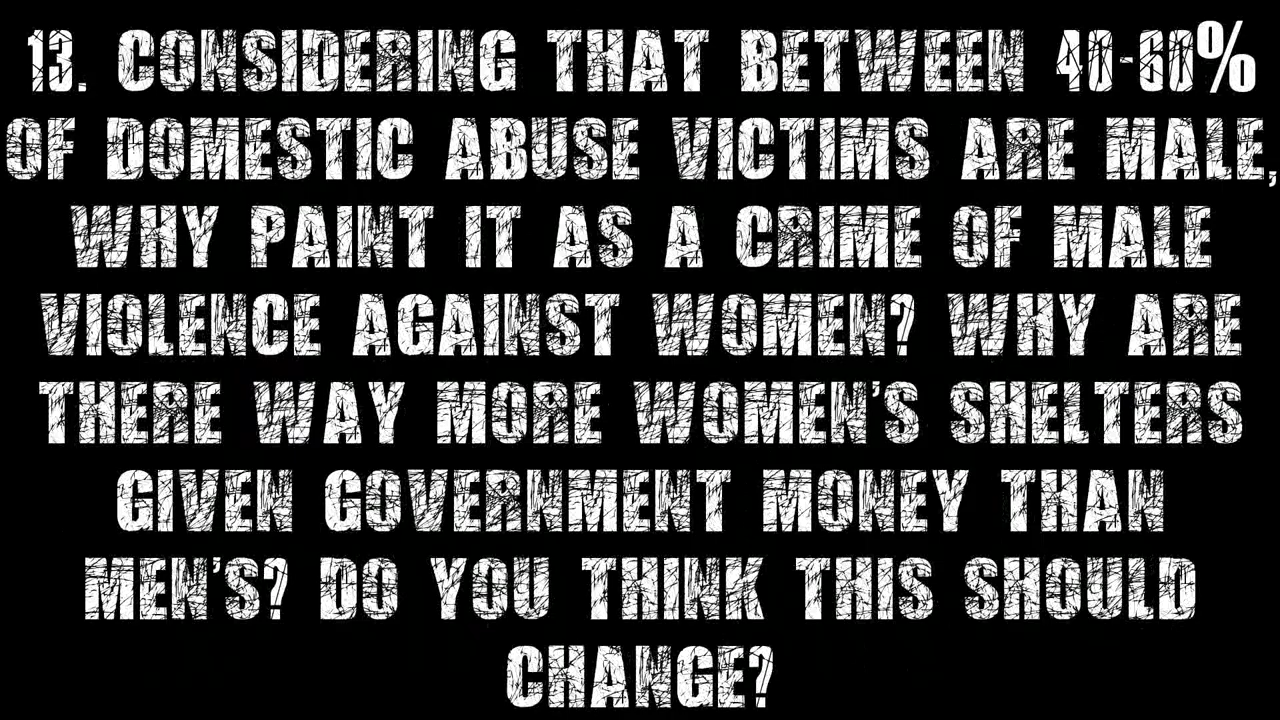 13. CONSIDERING THAT BETWEEN 40-60%
OF DOMESTIC ABUSE VICTIMS ARE MALE,
WHY PAINT IT AS A CRIME OF MALE
VIOLENCE AGAINST WOMEN? WHY ARE
THERE WAY MORE WOMEN'S SHELTERS
GIVEN GOVERNMENT MONEY THAN
MEN'S? DO YOU THINK THIS SHOULD
CHANGE?